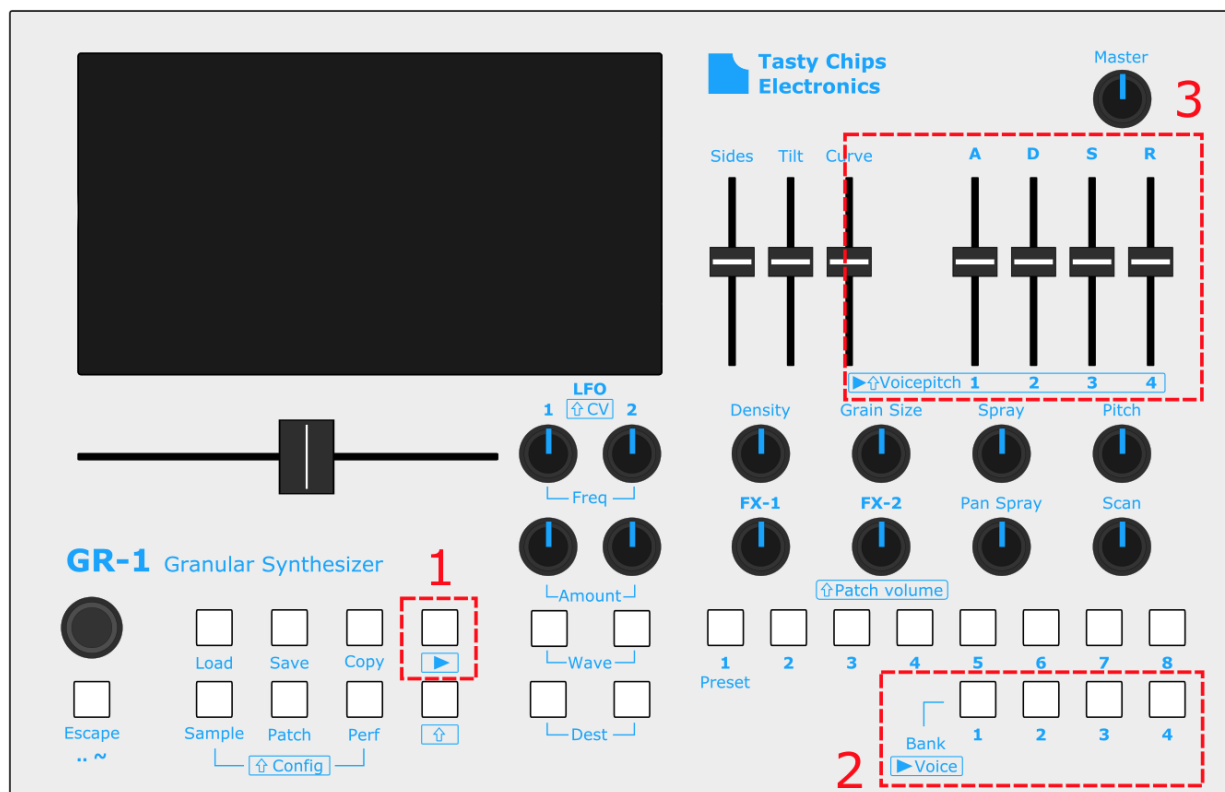 Tasty Chips
Electronics
Master
3
Sides Tilt Curve A D S R
▶⇧Voicepitch 1 2 3 4
LFO
1 ⇧CV 2
Density Grain Size Spray Pitch
Freq
FX-1 FX-2 Pan Spray Scan
GR-1 Granular Synthesizer
1
Amount
⇧Patch volume
Load Save Copy ▶
Wave
1 2 3 4 5 6 7 8
Preset
Escape
.. ~
Sample Patch Perf ⇧
⇧Config
Dest
Bank 1 2 3 4
▶Voice
2